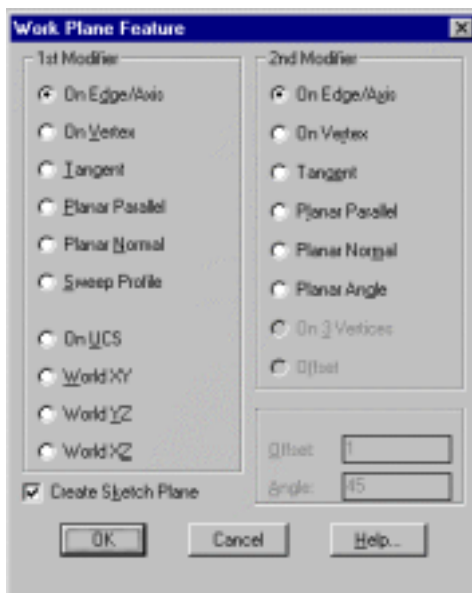 Work Plane Feature
1st Modifier
On Edge/Axis
On Vertex
Tangent
Planar Parallel
Planar Normal
Sweep Profile
On UCS
World XY
World YZ
World XZ
Create Sketch Plane
2nd Modifier
On Edge/Axis
On Vertex
Tangent
Planar Parallel
Planar Normal
Planar Angle
On 3 Vertices
Offset
Offset: 1
Angle: 45
OK Cancel Help...